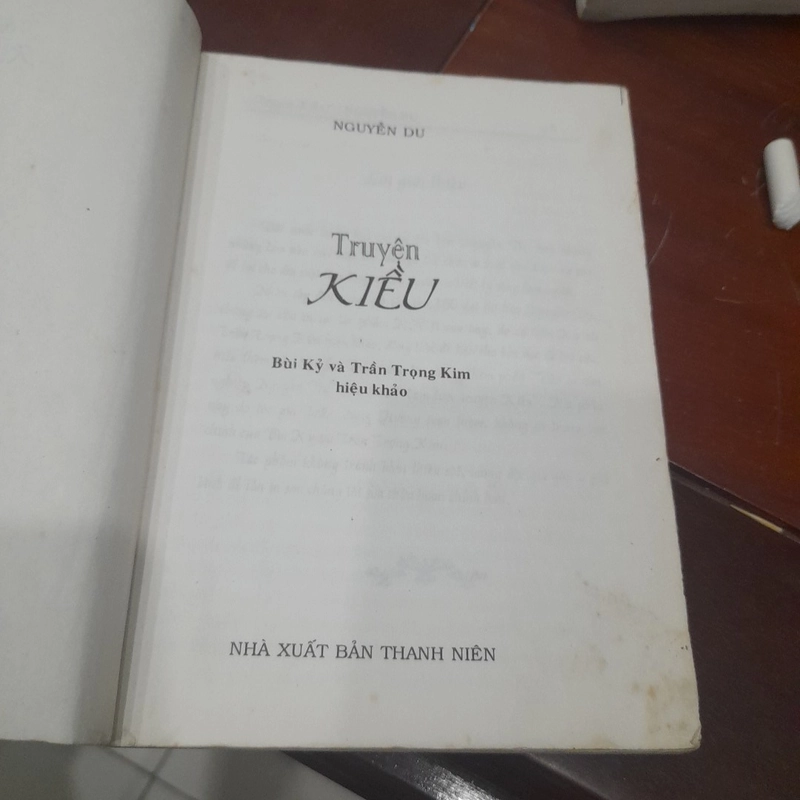 NGUYỄN DU
Truyện
KIỀU
Bùi Kỷ và Trần Trọng Kim
hiệu khảo
NHÀ XUẤT BẢN THANH NIÊN